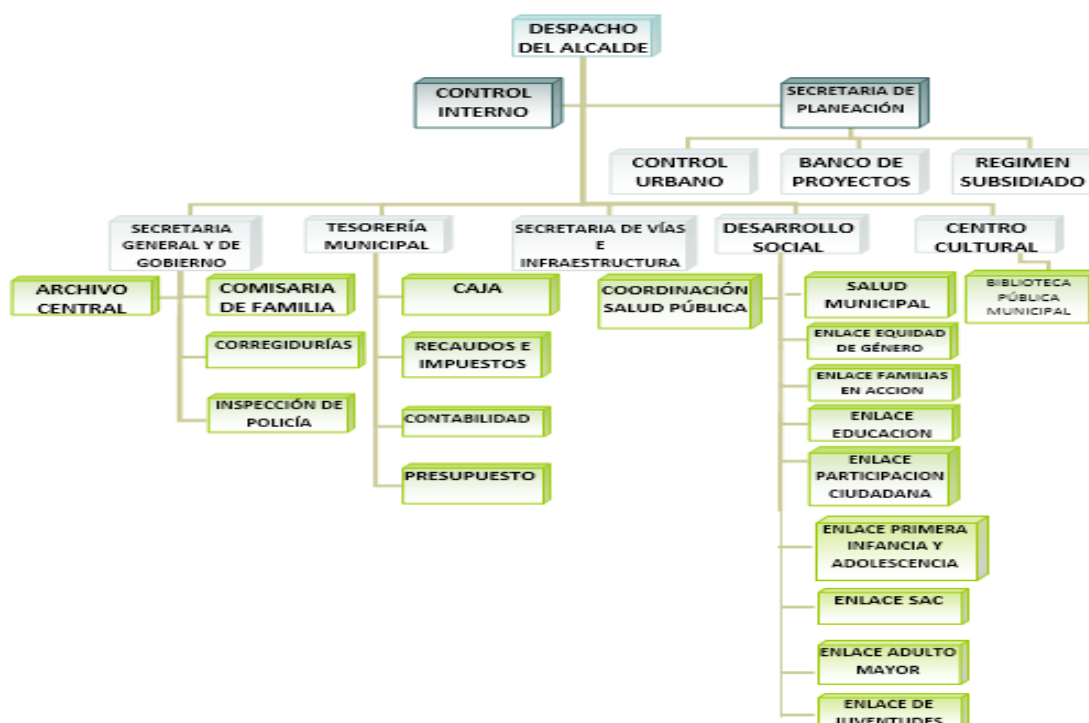 DESPACHO
DEL ALCALDE
CONTROL
INTERNO
SECRETARIA DE
PLANEACIÓN
CONTROL
URBANO
BANCO DE
PROYECTOS
REGIMEN
SUBSIDIADO
SECRETARIA
GENERAL Y DE
GOBIERNO
TESORERÍA
MUNICIPAL
SECRETARIA DE VÍAS
E
INFRAESTRUCTURA
DESARROLLO
SOCIAL
CENTRO
CULTURAL
ARCHIVO
CENTRAL
COMISARIA
DE FAMILIA
CORREGIDURÍAS
INSPECCIÓN DE
POLICÍA
CAJA
RECAUDOS E
IMPUESTOS
CONTABILIDAD
PRESUPUESTO
COORDINACIÓN
SALUD PÚBLICA
SALUD
MUNICIPAL
ENLACE EQUIDAD
DE GÉNERO
ENLACE FAMILIAS
EN ACCION
ENLACE
EDUCACION
ENLACE
PARTICIPACION
CIUDADANA
ENLACE PRIMERA
INFANCIA Y
ADOLESCENCIA
ENLACE SAC
ENLACE ADULTO
MAYOR
ENLACE DE
JUVENTUDES
BIBLIOTECA
PÚBLICA
MUNICIPAL